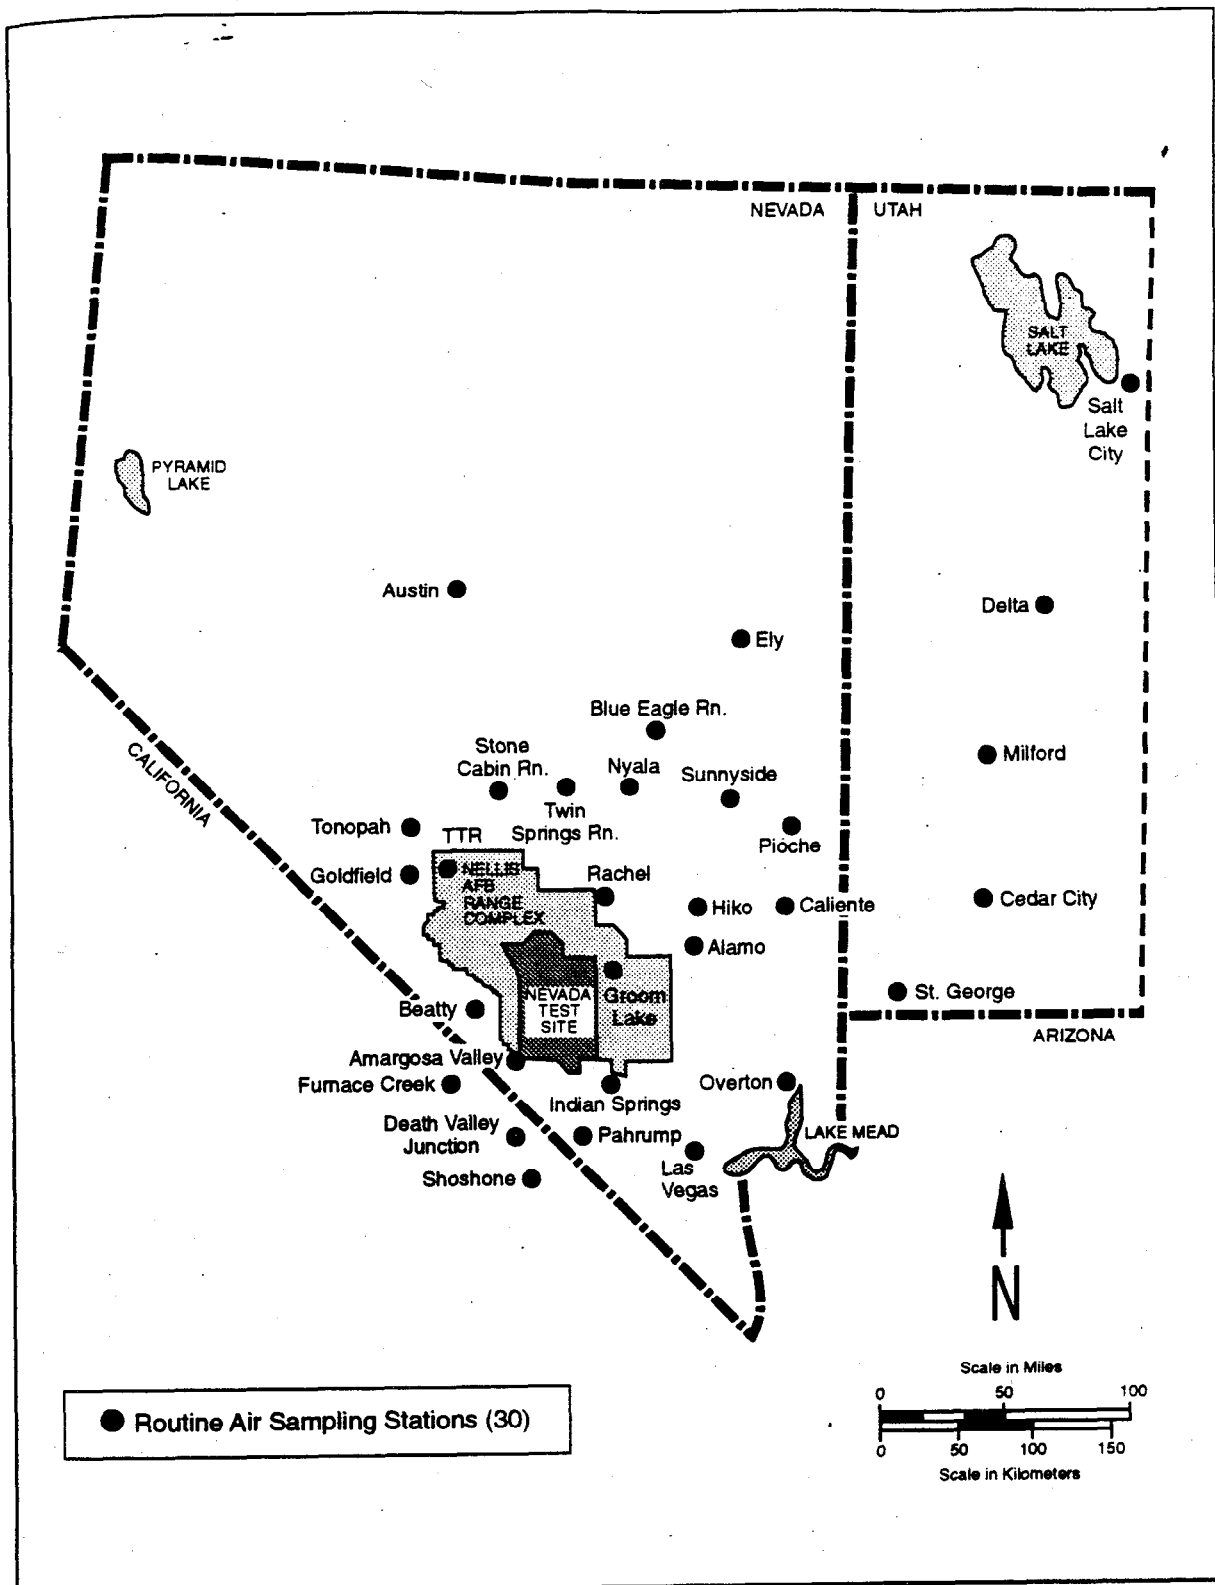 NEVADA
UTAH
SALT
LAKE
Salt
Lake
City
PYRAMID
LAKE
Austin
Delta
Ely
Blue Eagle Rn.
Stone
Cabin Rn.
Nyala
Sunnyside
Milford
CALIFORNIA
Twin
Springs Rn.
Tonopah
TTR
Pioche
Goldfield
NELLIS
AFB
RANGE
COMPLEX
Rachel
Hiko
Caliente
Cedar City
Alamo
NEVADA
TEST
SITE
Groom
Lake
St. George
Beatty
ARIZONA
Amargosa Valley
Furnace Creek
Indian Springs
Overton
Death Valley
Junction
Pahrump
LAKE MEAD
Las
Vegas
Shoshone
N
Scale in Miles
0 50 100
0 50 100 150
Scale in Kilometers
Routine Air Sampling Stations (30)